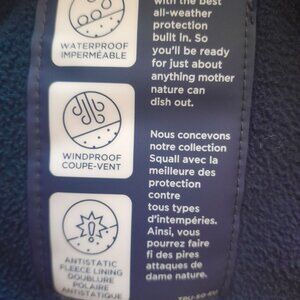 with the best
all-weather
protection
built in. So
you'll be ready
for just about
anything mother
nature can
dish out.
Nous concevons
notre collection
Squall avec la
meilleure des
protection
contre
tous types
d'intempéries.
Ainsi, vous
pourrez faire
fi des pires
attaques de
dame nature.
WATERPROOF
IMPERMÉABLE
WINDPROOF
COUPE-VENT
ANTISTATIC
FLEECE LINING
DOUBLURE
POLAIRE
ANTISTATIQUE